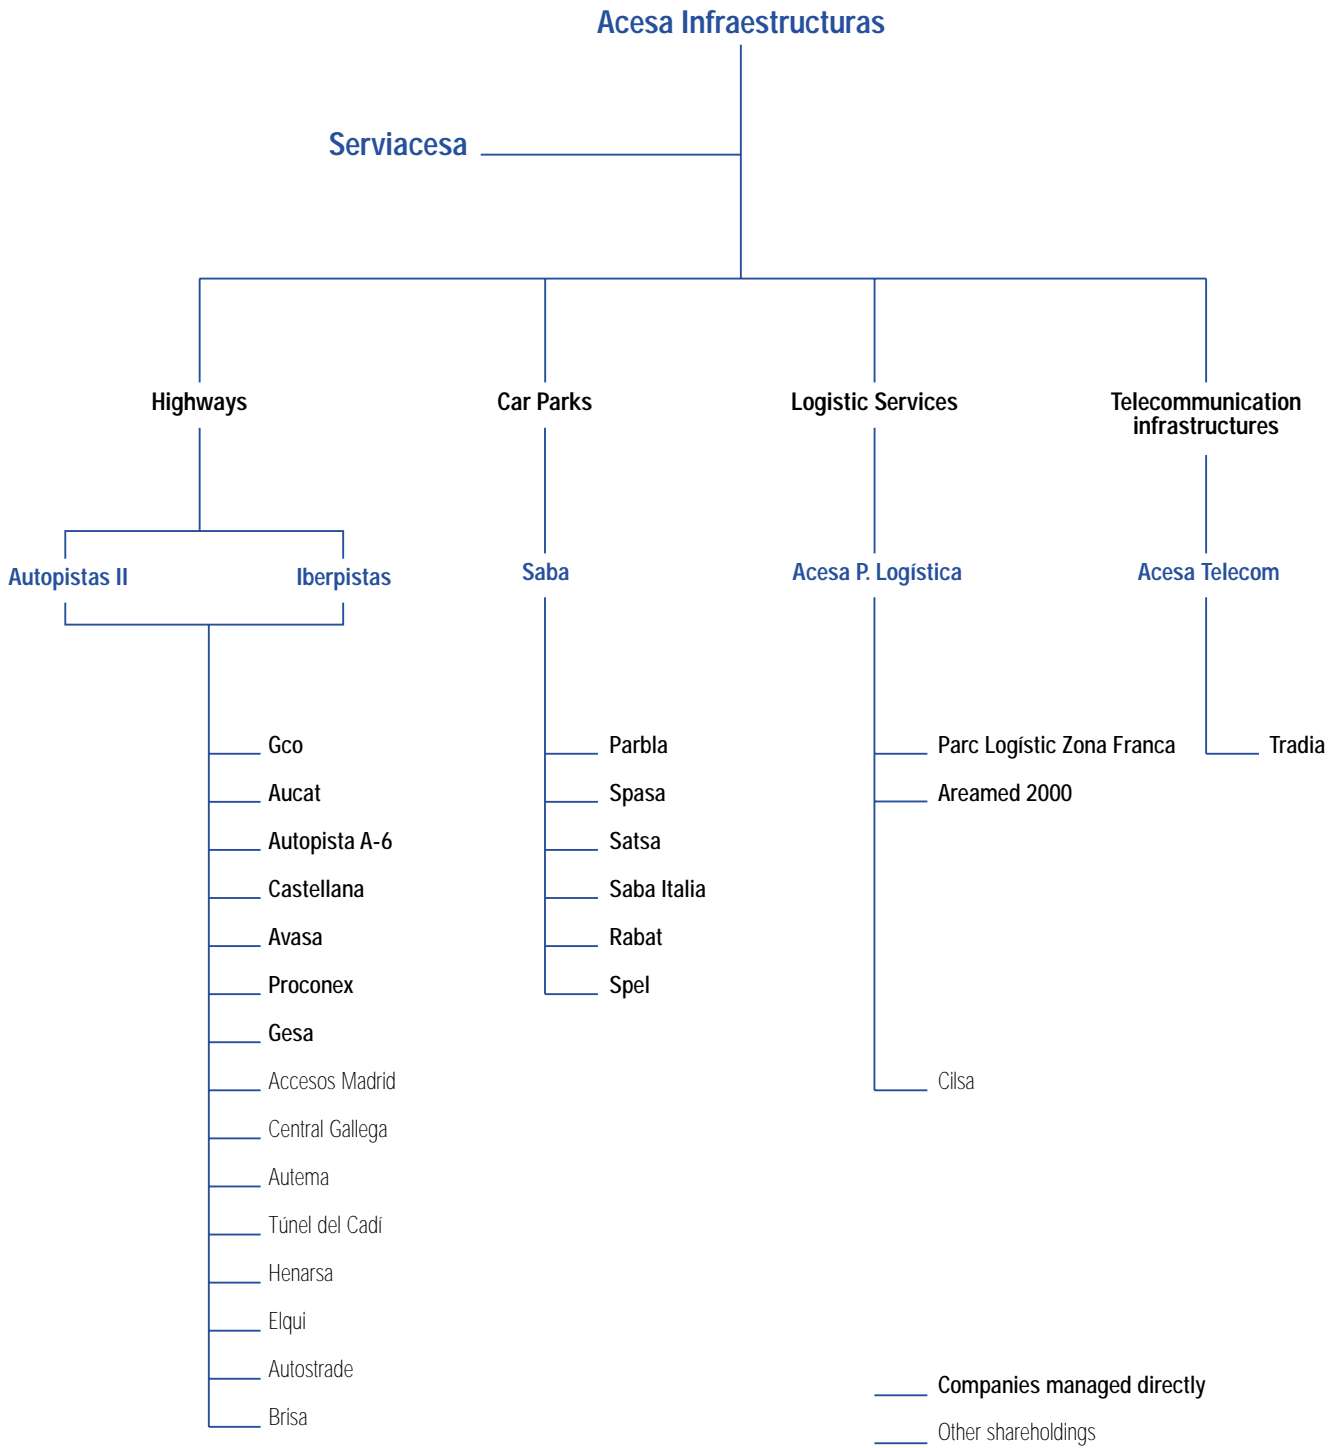 Acesa Infraestructuras
Serviacesa
Highways
Car Parks
Logistic Services
Telecommunication
infrastructures
Autopistas II
Iberpistas
Saba
Acesa P. Logística
Acesa Telecom
Gco
Aucat
Autopista A-6
Castellana
Avasa
Proconex
Gesa
Accesos Madrid
Central Gallega
Autema
Túnel del Cadí
Henarsa
Elqui
Autostrade
Brisa
Parbla
Spasa
Satsa
Saba Italia
Rabat
Spel
Parc Logístic Zona Franca
Areamed 2000
Cilsa
Tradia
Companies managed directly
Other shareholdings